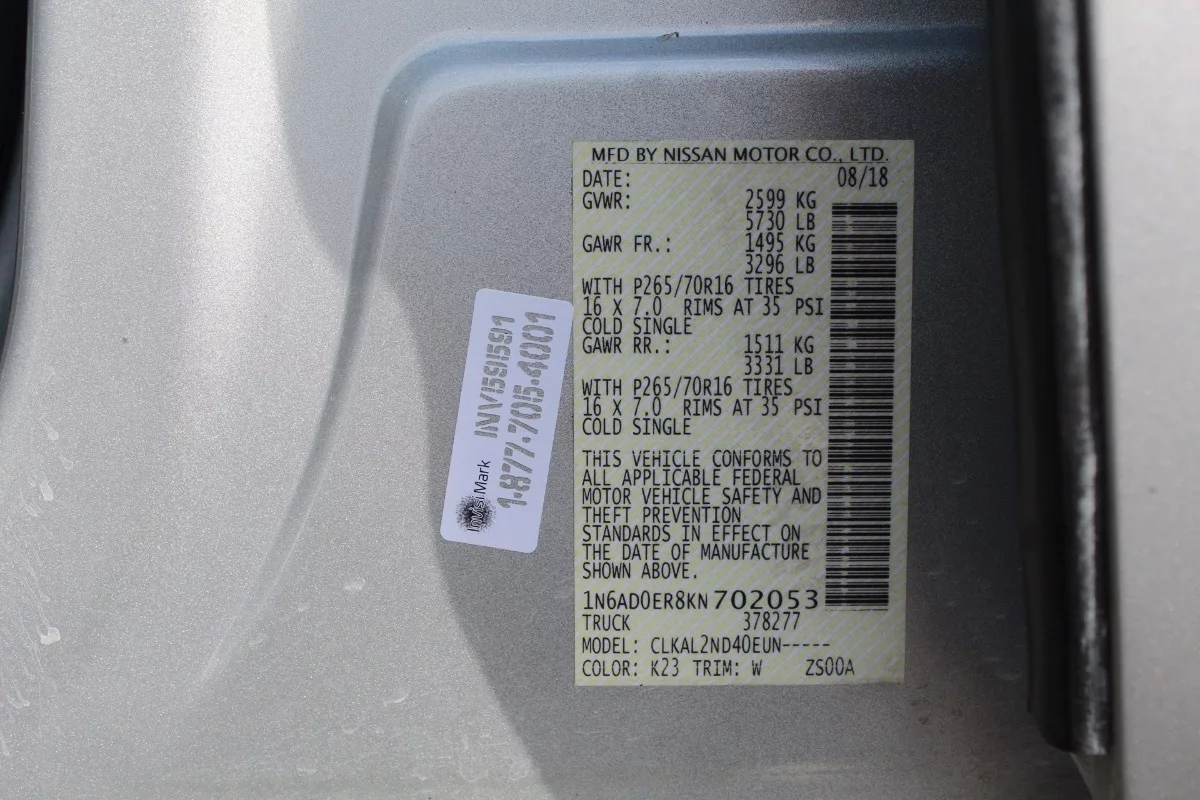 MFD BY NISSAN MOTOR CO., LTD.
DATE: 08/18
GVWR: 2599 KG
5730 LB
GAWR FR.: 1495 KG
3296 LB
WITH P265/70R16 TIRES
16 X 7.0 RIMS AT 35 PSI
COLD SINGLE
GAWR RR.: 1511 KG
3331 LB
WITH P265/70R16 TIRES
16 X 7.0 RIMS AT 35 PSI
COLD SINGLE
THIS VEHICLE CONFORMS TO
ALL APPLICABLE FEDERAL
MOTOR VEHICLE SAFETY AND
THEFT PREVENTION
STANDARDS IN EFFECT ON
THE DATE OF MANUFACTURE
SHOWN ABOVE.
1N6AD0ER8KN702053
TRUCK 378277
MODEL: CLKAL2ND40EUN-----
COLOR: K23 TRIM: W ZS00A
InVisiMark
1-877-705-4001